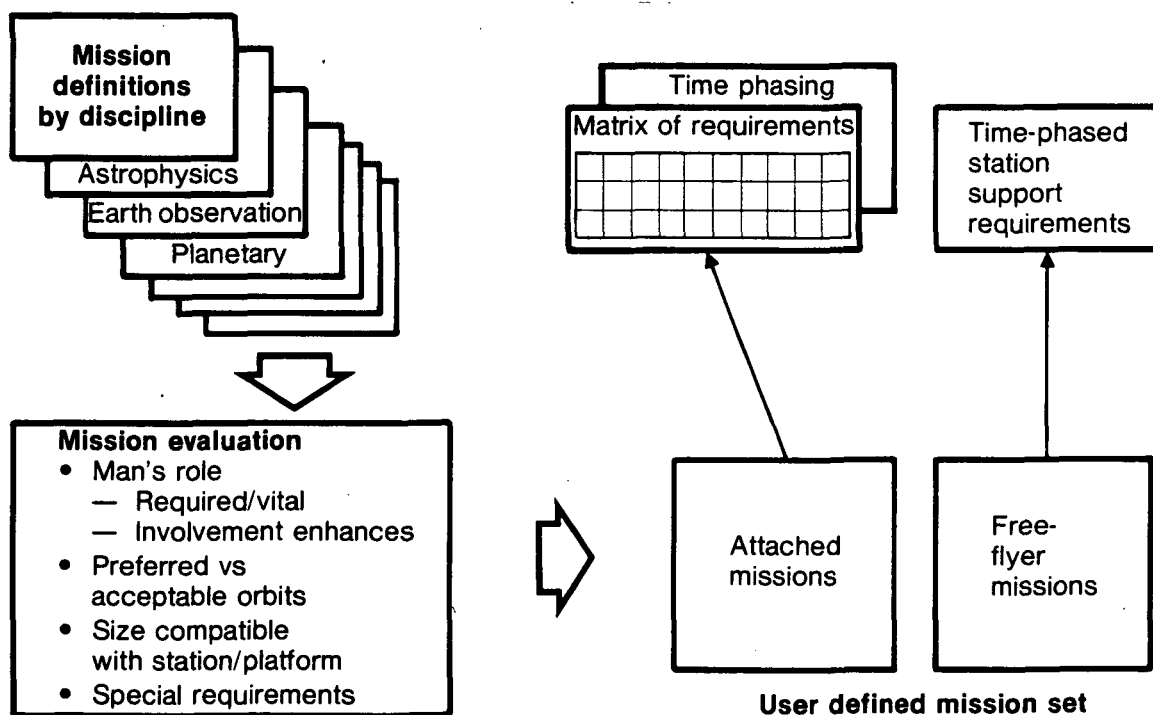 Mission
definitions
by discipline
Astrophysics
Earth observation
Planetary
Mission evaluation
• Man's role
— Required/vital
— Involvement enhances
• Preferred vs
acceptable orbits
• Size compatible
with station/platform
• Special requirements
Time phasing
Matrix of requirements
Time-phased
station
support
requirements
Attached
missions
Free-
flyer
missions
User defined mission set